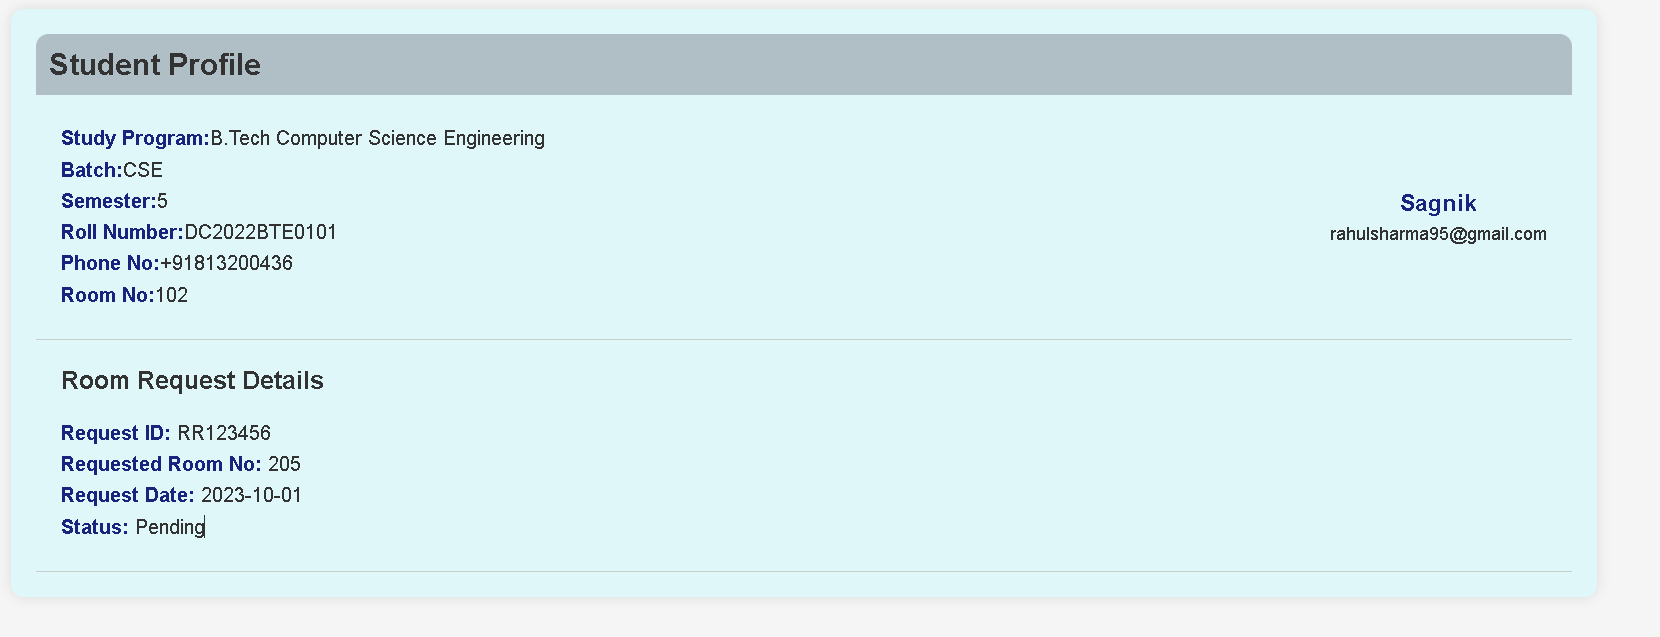 Student Profile
Study Program:B.Tech Computer Science Engineering
Batch:CSE
Semester:5
Roll Number:DC2022BTE0101
Phone No:+91813200436
Room No:102
Sagnik
rahulsharma95@gmail.com
Room Request Details
Request ID: RR123456
Requested Room No: 205
Request Date: 2023-10-01
Status: Pending